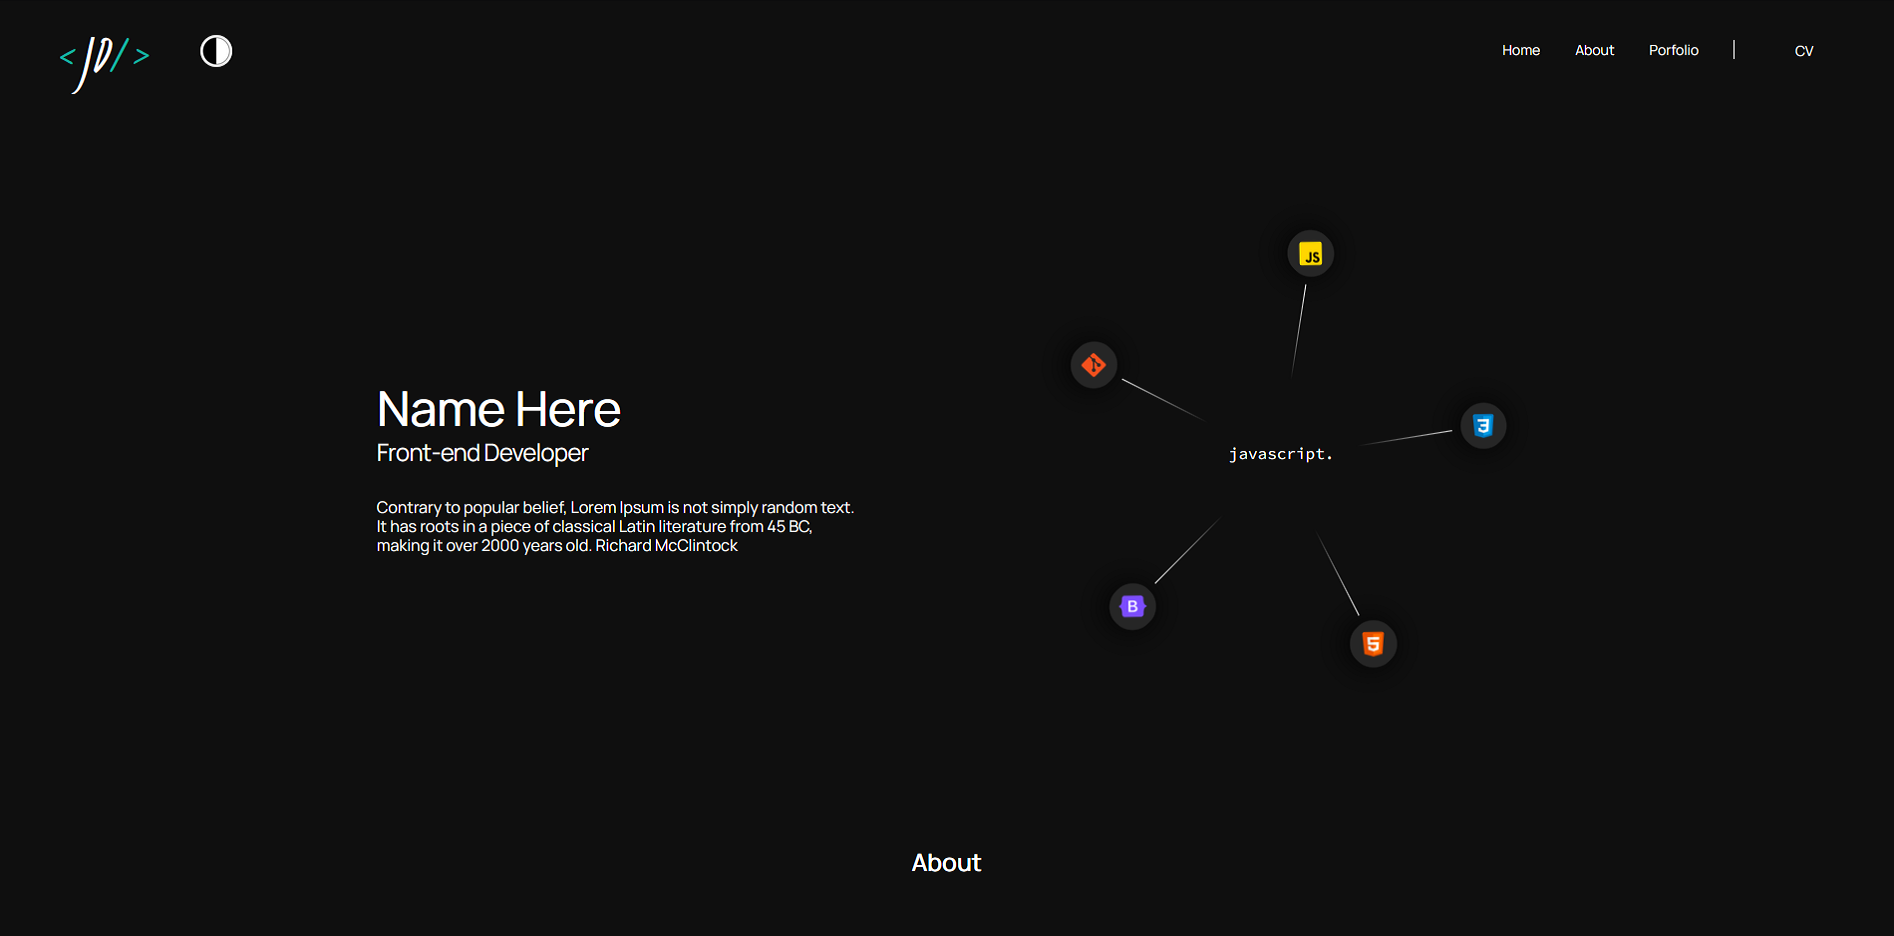 <JD/>
Home About Porfolio | CV
JS
3
Name Here
Front-end Developer
javascript.
Contrary to popular belief, Lorem Ipsum is not simply random text.
It has roots in a piece of classical Latin literature from 45 BC,
making it over 2000 years old. Richard McClintock
B
5
About